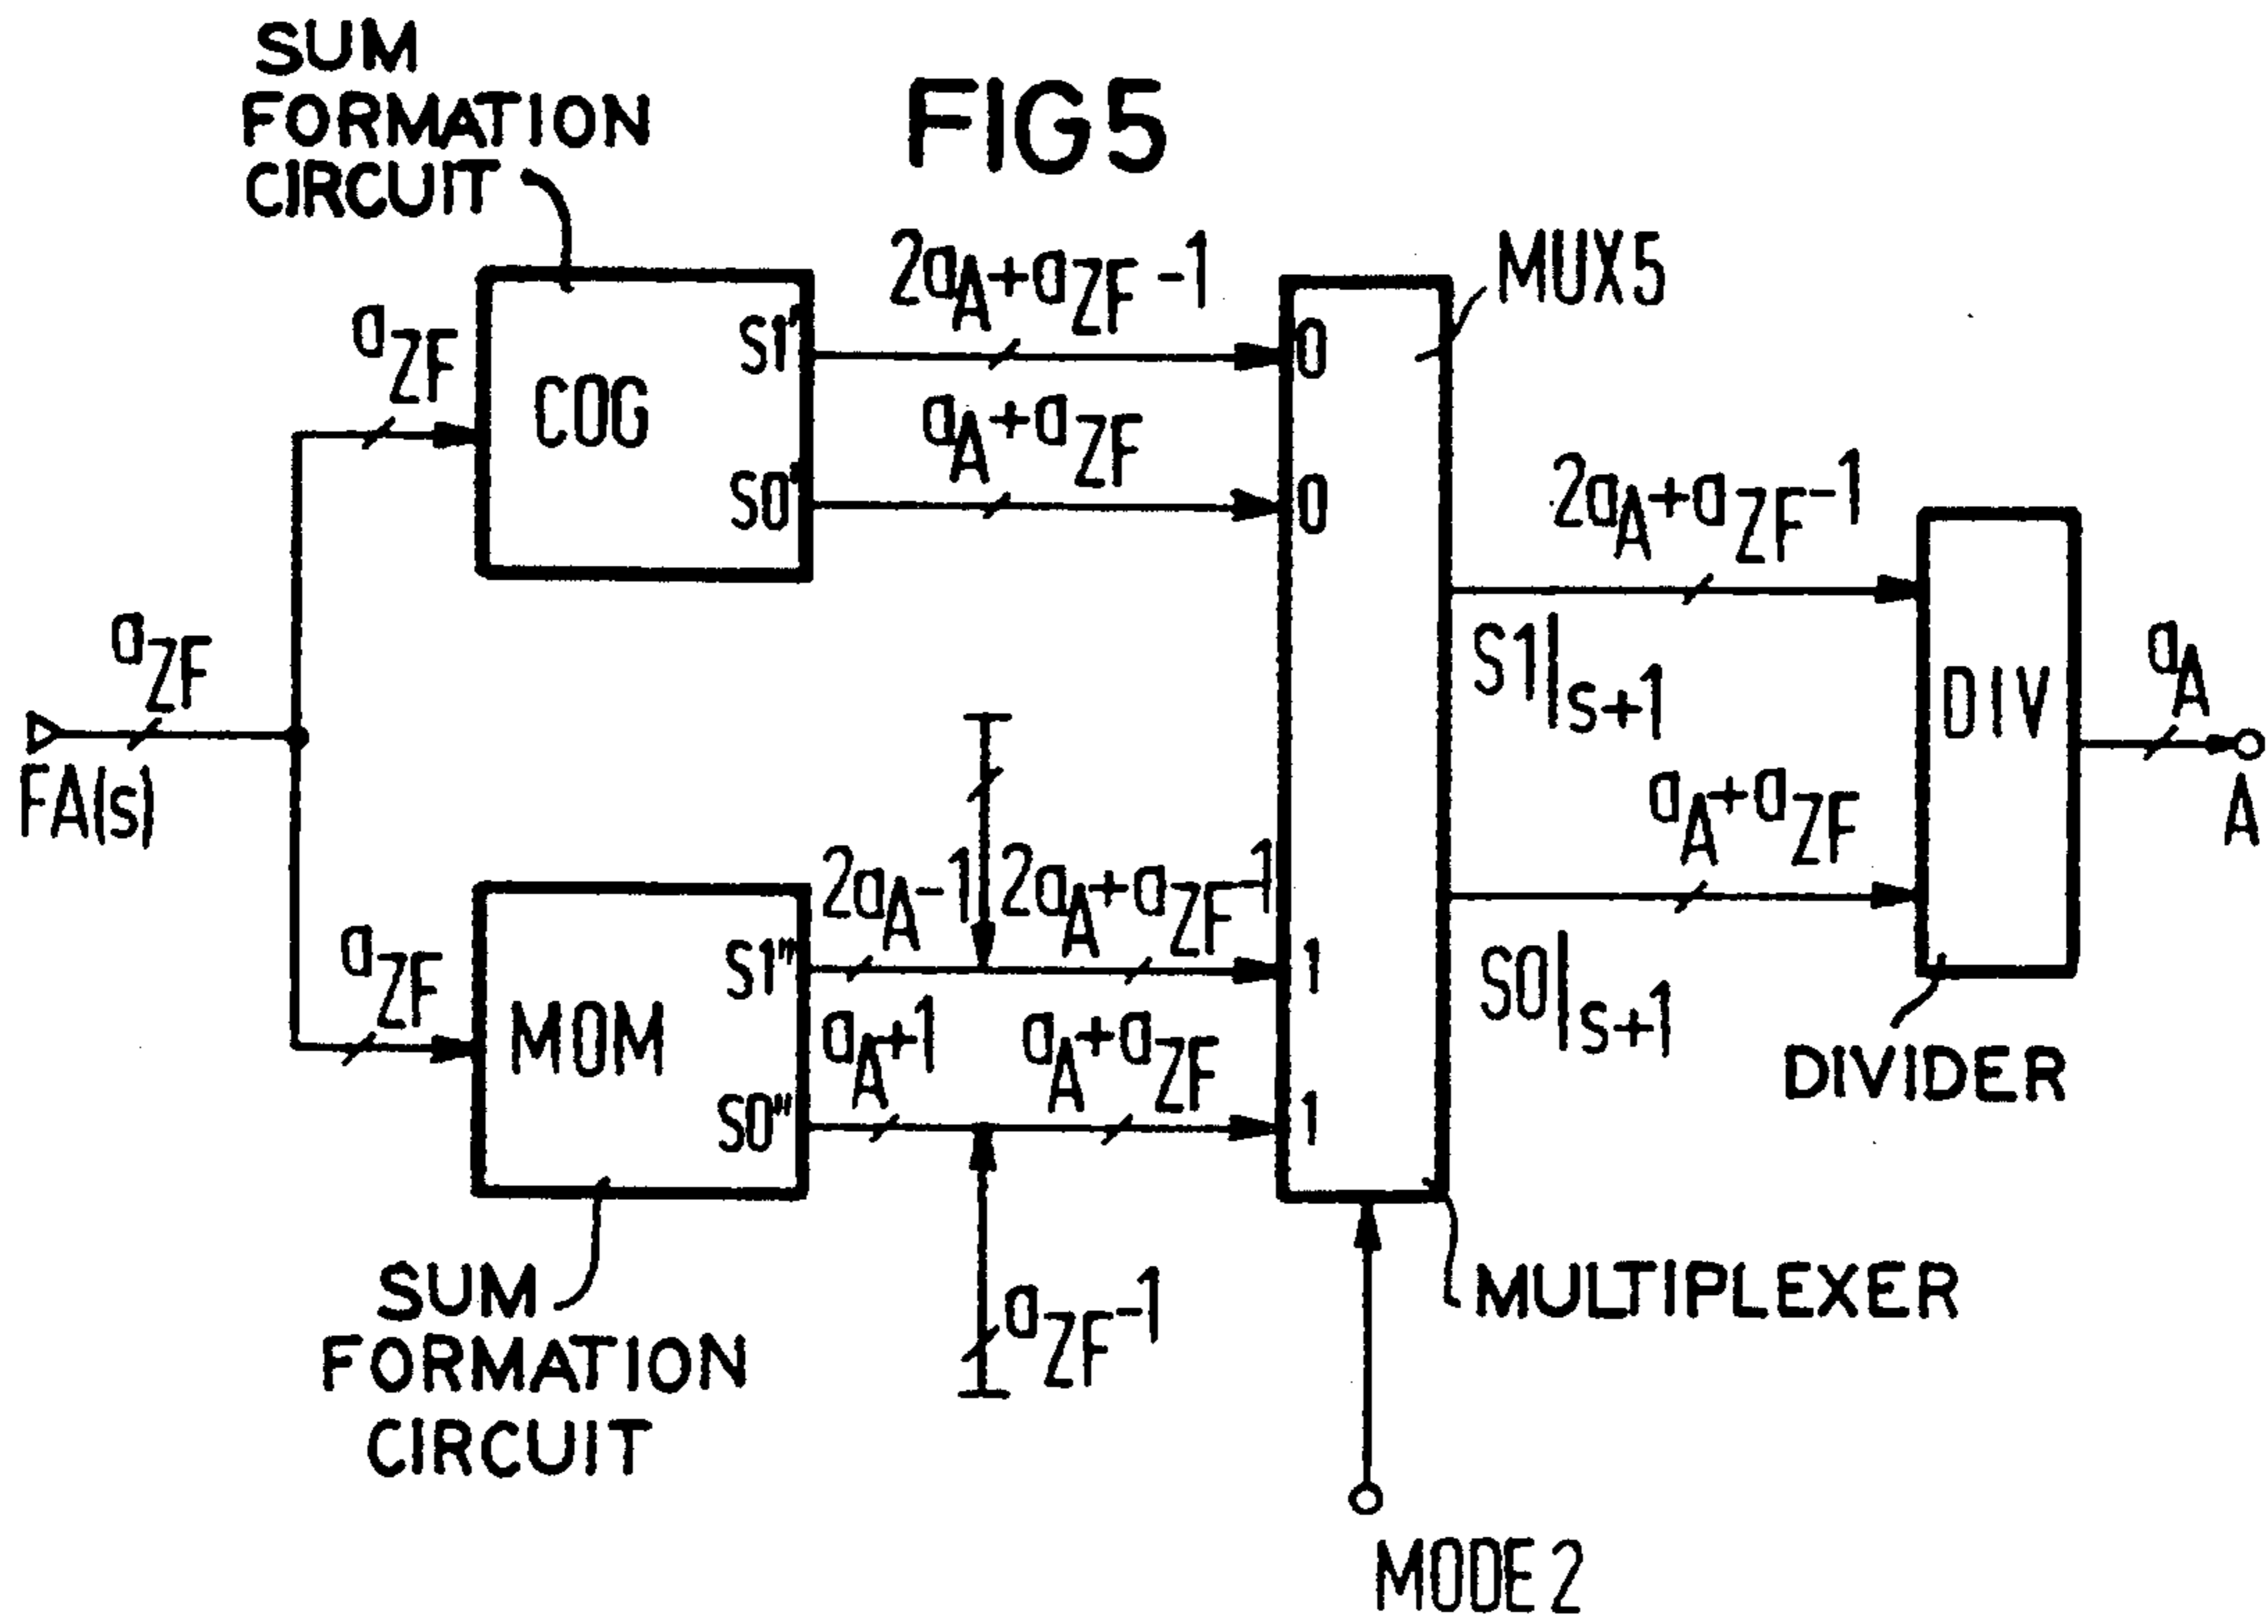 FIG 5
SUM
FORMATION
CIRCUIT
MUX5
aZF
COG
S1'
S0'
2aA+aZF-1
aA+aZF
0
0
aZF
FA(s)
2aA+aZF-1
S1|s+1
aA+aZF
S0|s+1
DIV
aA
A
DIVIDER
aZF
MOM
S1"
S0"
2aA-1
2aA+aZF-1
aA+1
aA+aZF
1
1
aZF-1
SUM
FORMATION
CIRCUIT
MULTIPLEXER
MODE 2